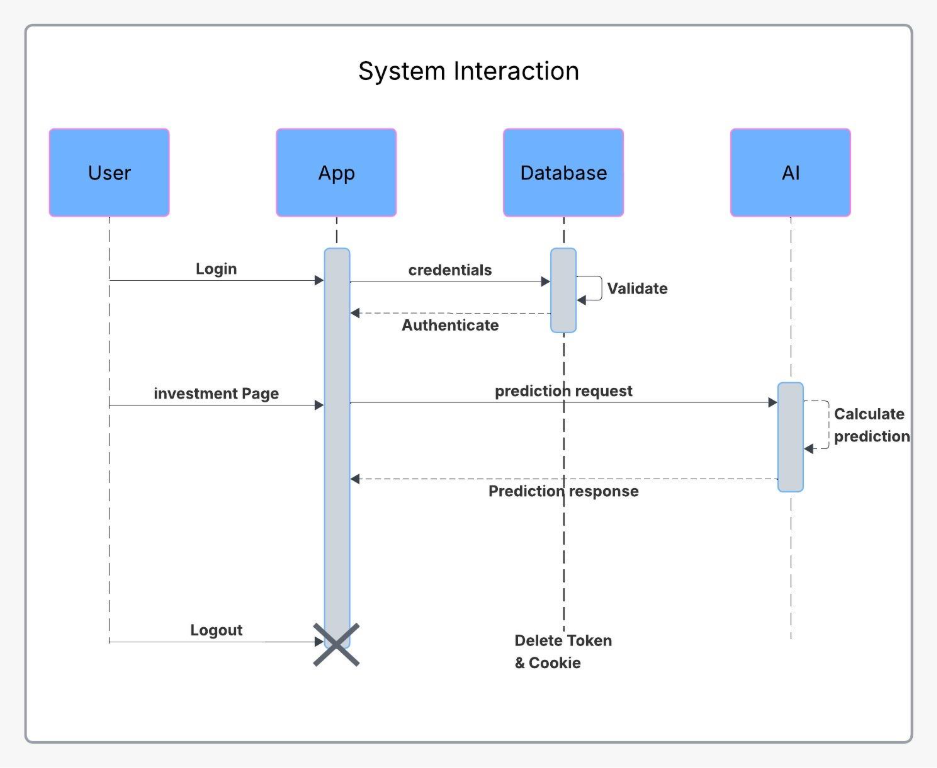 System Interaction
User
App
Database
AI
Login
credentials
Validate
Authenticate
investment Page
prediction request
Calculate
prediction
Prediction response
Logout
Delete Token
& Cookie